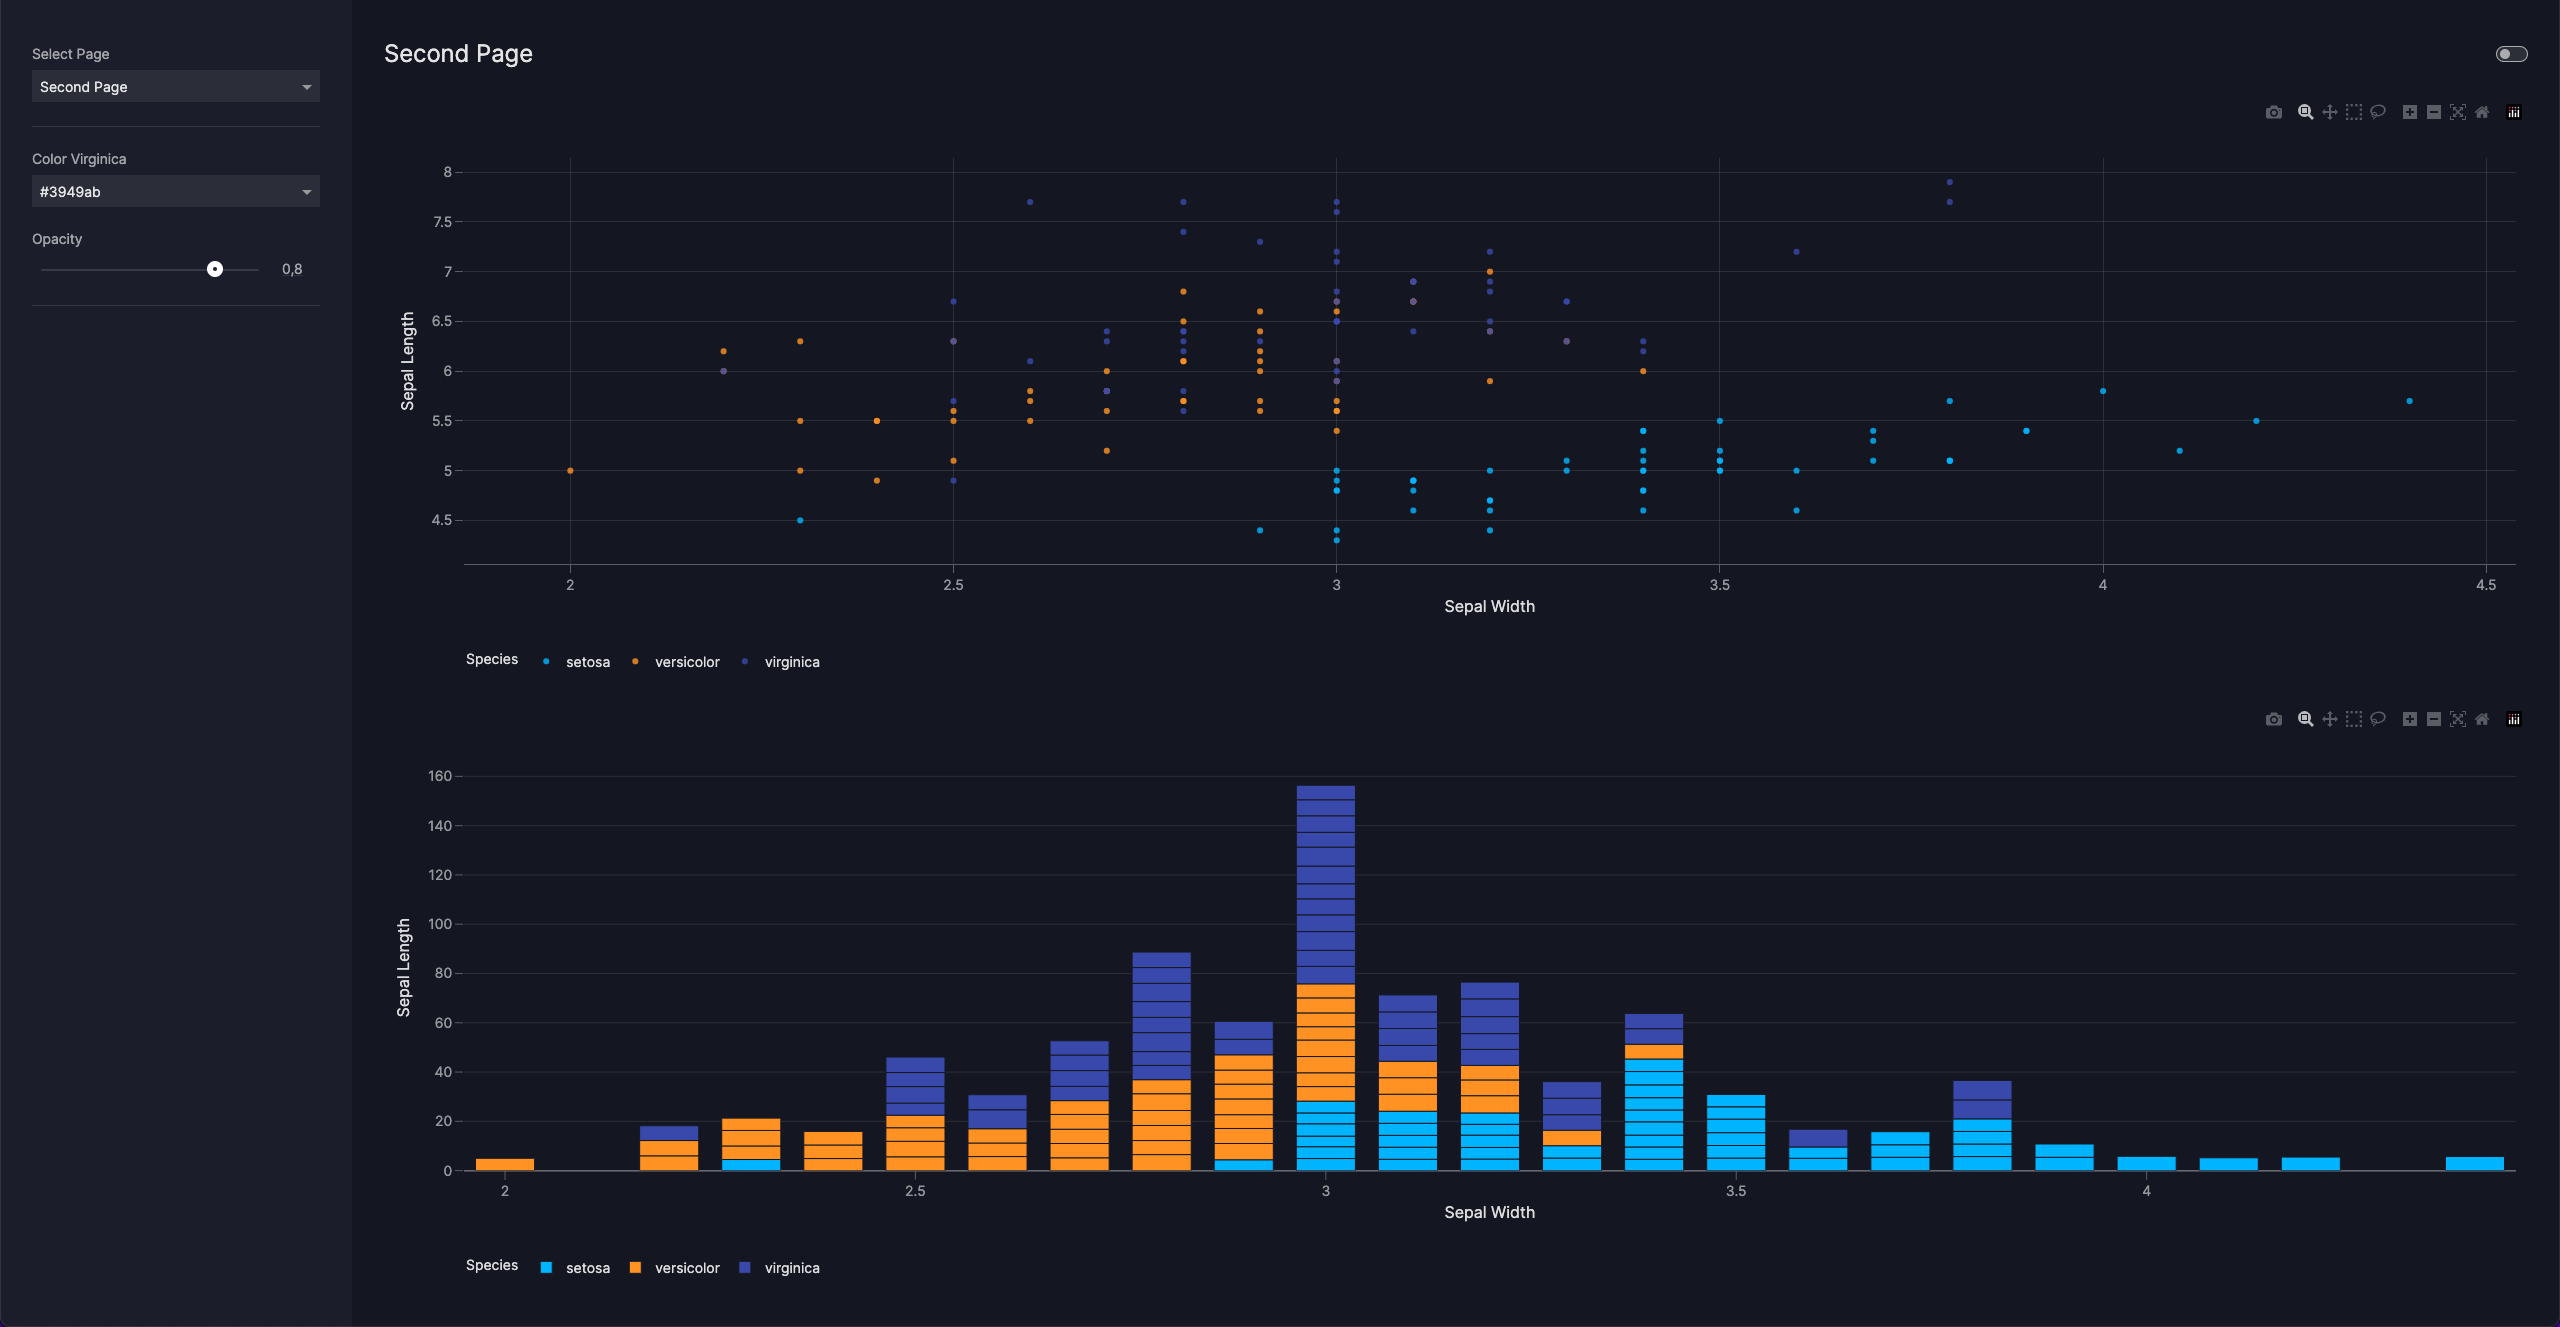 Select Page
Second Page
Color Virginica
#3949ab
Opacity
0,8
Second Page
8
7.5
7
6.5
6
5.5
5
4.5
Sepal Length
2 2.5 3 3.5 4 4.5
Sepal Width
Species setosa versicolor virginica
160
140
120
100
80
60
40
20
0
Sepal Length
2 2.5 3 3.5 4
Sepal Width
Species setosa versicolor virginica